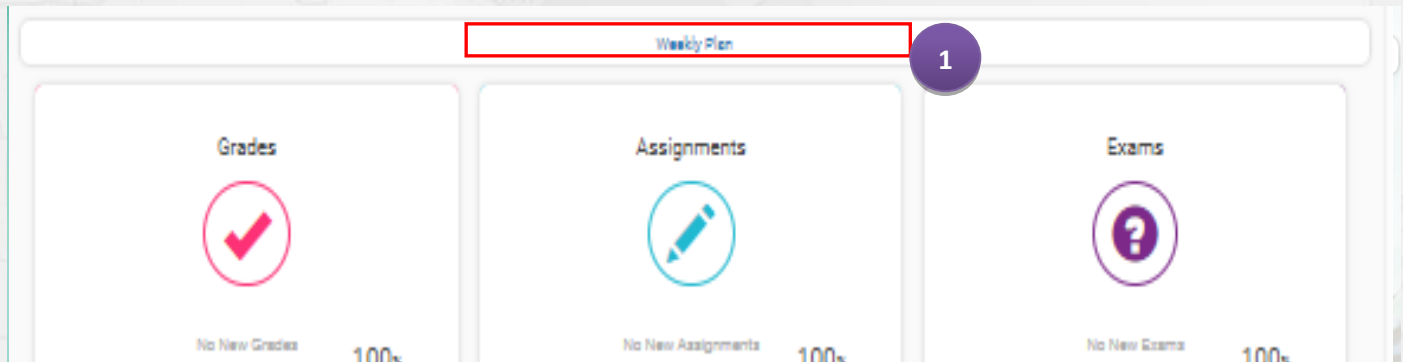 Weekly Plan
1
Grades
Assignments
Exams
No New Grades
100%
No New Assignments
100%
No New Exams
100%